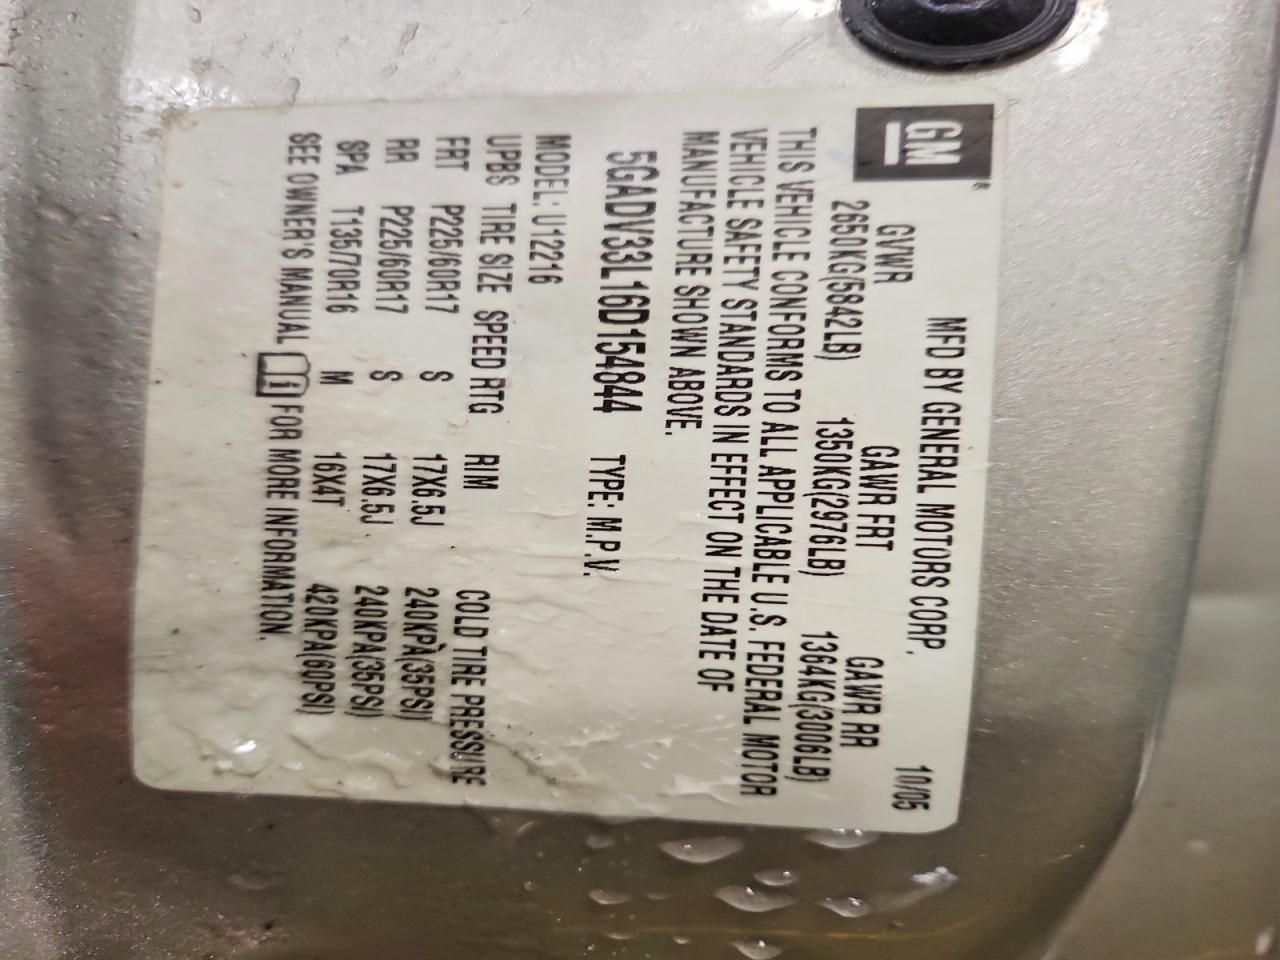 GM®
MFD BY GENERAL MOTORS CORP. 10/05
GVWR GAWR FRT GAWR RR
2650KG(5842LB) 1350KG(2976LB) 1364KG(3006LB)
THIS VEHICLE CONFORMS TO ALL APPLICABLE U.S. FEDERAL MOTOR
VEHICLE SAFETY STANDARDS IN EFFECT ON THE DATE OF
MANUFACTURE SHOWN ABOVE.
5GADV33L16D154844 TYPE: M.P.V.
MODEL: U12216
UPBS TIRE SIZE SPEED RTG RIM COLD TIRE PRESSURE
FRT P225/60R17 S 17X6.5J 240KPA(35PSI)
RR P225/60R17 S 17X6.5J 240KPA(35PSI)
SPA T135/70R16 M 16X4T 420KPA(60PSI)
SEE OWNER'S MANUAL i FOR MORE INFORMATION.